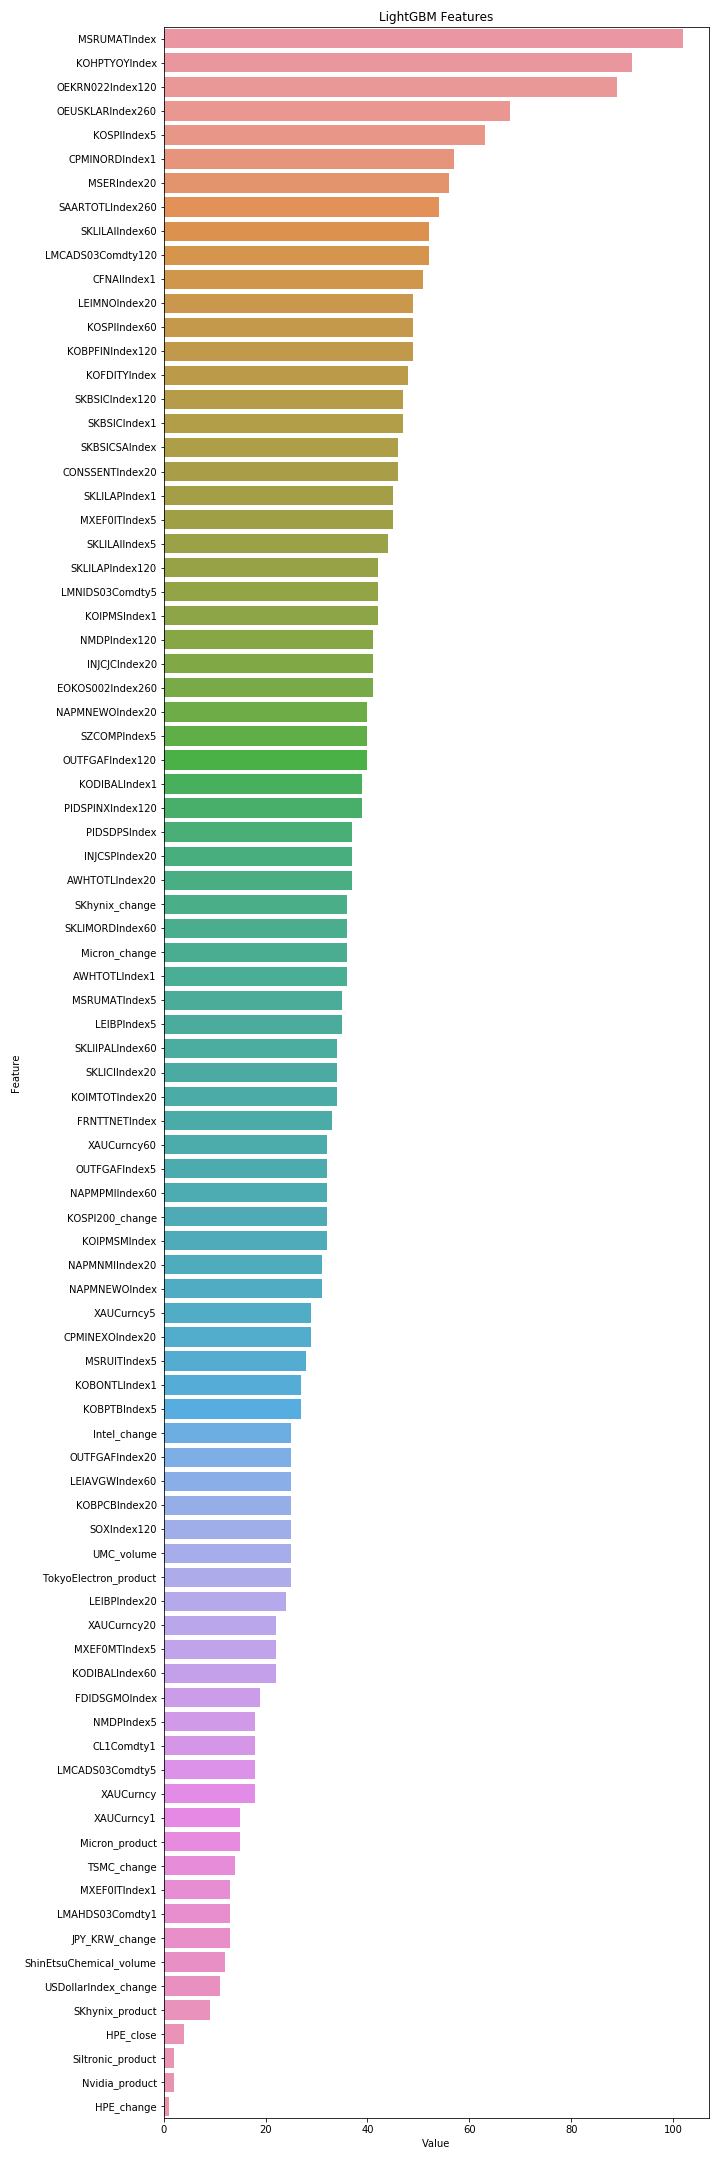 LightGBM Features
MSRUMATIndex
KOHPTYOYIndex
OEKRN022Index120
OEUSKLARIndex260
KOSPIIndex5
CPMINORDIndex1
MSERIndex20
SAARTOTLIndex260
SKLILAIIndex60
LMCADS03Comdty120
CFNAIIndex1
LEIMNOIndex20
KOSPIIndex60
KOBPFINIndex120
KOFDITYIndex
SKBSICIndex120
SKBSICIndex1
SKBSICSAIndex
CONSSENTIndex20
SKLILAPIndex1
MXEF0ITIndex5
SKLILAIIndex5
SKLILAPIndex120
LMNIDS03Comdty5
KOIPMSIndex1
NMDPIndex120
INJCJCIndex20
EOKOS002Index260
NAPMNEWOIndex20
SZCOMPIndex5
OUTFGAFIndex120
KODIBALIndex1
PIDSPINXIndex120
PIDSDPSIndex
INJCSPIndex20
AWHTOTLIndex20
SKhynix_change
SKLIMORDIndex60
Micron_change
AWHTOTLIndex1
MSRUMATIndex5
LEIBPIndex5
SKLIIPALIndex60
SKLICIIndex20
KOIMTOTIndex20
FRNTTNETIndex
XAUCurncy60
OUTFGAFIndex5
NAPMPMIIndex60
KOSPI200_change
KOIPMSMIndex
NAPMNMIIndex20
NAPMNEWOIndex
XAUCurncy5
CPMINEXOIndex20
MSRUITIndex5
KOBONTLIndex1
KOBPTBIndex5
Intel_change
OUTFGAFIndex20
LEIAVGWIndex60
KOBPCBIndex20
SOXIndex120
UMC_volume
TokyoElectron_product
LEIBPIndex20
XAUCurncy20
MXEF0MTIndex5
KODIBALIndex60
FDIDSGMOIndex
NMDPIndex5
CL1Comdty1
LMCADS03Comdty5
XAUCurncy
XAUCurncy1
Micron_product
TSMC_change
MXEF0ITIndex1
LMAHDS03Comdty1
JPY_KRW_change
ShinEtsuChemical_volume
USDollarIndex_change
SKhynix_product
HPE_close
Siltronic_product
Nvidia_product
HPE_change
Feature
0 20 40 60 80 100
Value